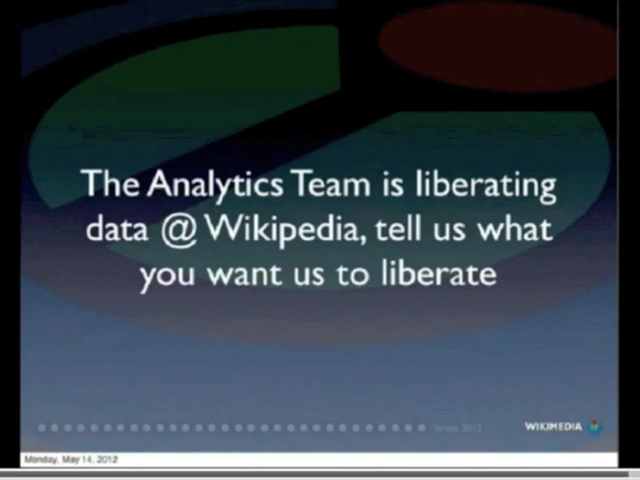 The Analytics Team is liberating
data @ Wikipedia, tell us what
you want us to liberate
WIKIMEDIA
Monday, May 14, 2012